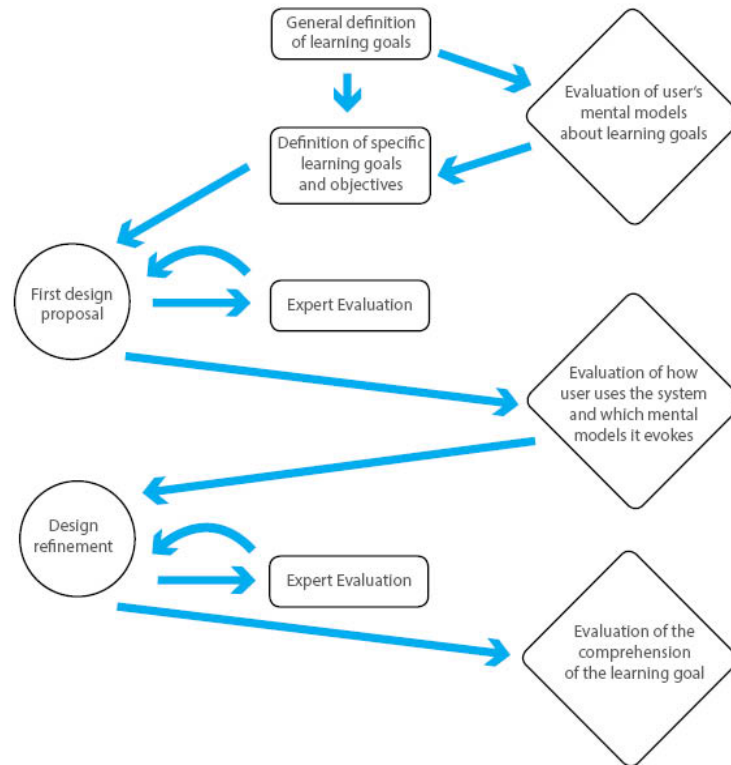 General definition
of learning goals
Evaluation of user's
mental models
about learning goals
Definition of specific
learning goals
and objectives
First design
proposal
Expert Evaluation
Evaluation of how
user uses the system
and which mental
models it evokes
Design
refinement
Expert Evaluation
Evaluation of the
comprehension
of the learning goal